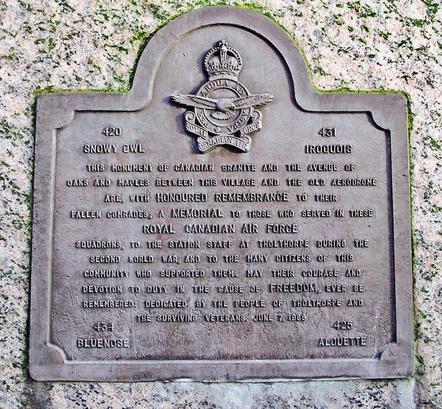 420 431
SNOWY OWL IROQUOIS
THIS MONUMENT OF CANADIAN GRANITE AND THE AVENUE OF
OAKS AND MAPLES BETWEEN THIS VILLAGE AND THE OLD AERODROME
ARE, WITH HONOURED REMEMBRANCE TO THEIR
FALLEN COMRADES, A MEMORIAL TO THOSE WHO SERVED IN THESE
ROYAL CANADIAN AIR FORCE
SQUADRONS, TO THE STATION STAFF AT THOLTHORPE DURING THE
SECOND WORLD WAR, AND TO THE MANY CITIZENS OF THIS
COMMUNITY WHO SUPPORTED THEM. MAY THEIR COURAGE AND
DEVOTION TO DUTY IN THE CAUSE OF FREEDOM, EVER BE
REMEMBERED. DEDICATED BY THE PEOPLE OF THOLTHORPE AND
THE SURVIVING VETERANS. JUNE 7, 1986
434 425
BLUENOSE ALOUETTE